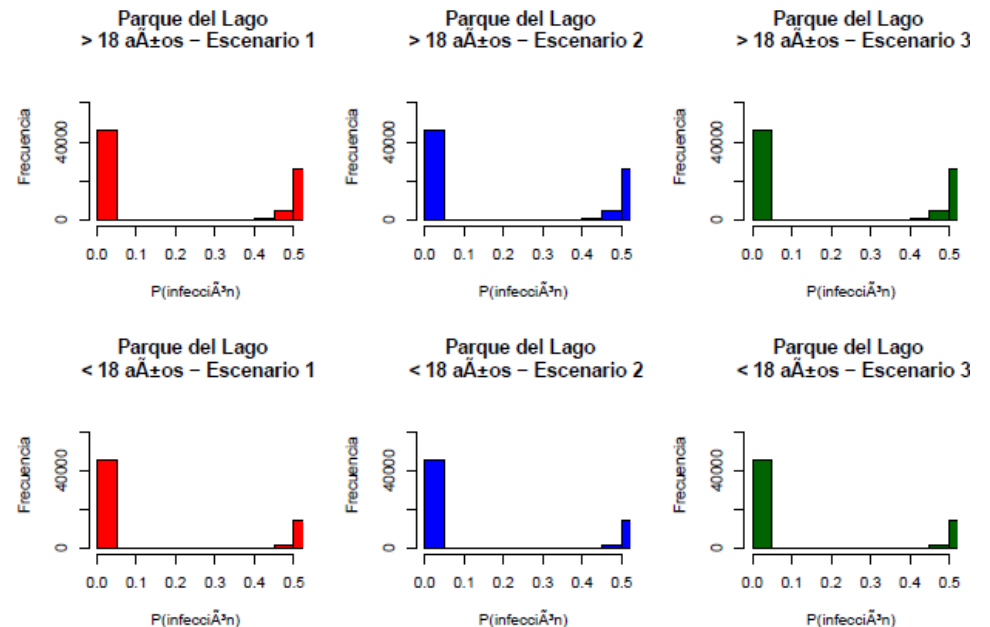 Parque del Lago
> 18 aÃ±os − Escenario 1
Frecuencia
40000
0
0.0 0.1 0.2 0.3 0.4 0.5
P(infecciÃ³n)
Parque del Lago
> 18 aÃ±os − Escenario 2
Frecuencia
40000
0
0.0 0.1 0.2 0.3 0.4 0.5
P(infecciÃ³n)
Parque del Lago
> 18 aÃ±os − Escenario 3
Frecuencia
40000
0
0.0 0.1 0.2 0.3 0.4 0.5
P(infecciÃ³n)
Parque del Lago
< 18 aÃ±os − Escenario 1
Frecuencia
40000
0
0.0 0.1 0.2 0.3 0.4 0.5
P(infecciÃ³n)
Parque del Lago
< 18 aÃ±os − Escenario 2
Frecuencia
40000
0
0.0 0.1 0.2 0.3 0.4 0.5
P(infecciÃ³n)
Parque del Lago
< 18 aÃ±os − Escenario 3
Frecuencia
40000
0
0.0 0.1 0.2 0.3 0.4 0.5
P(infecciÃ³n)